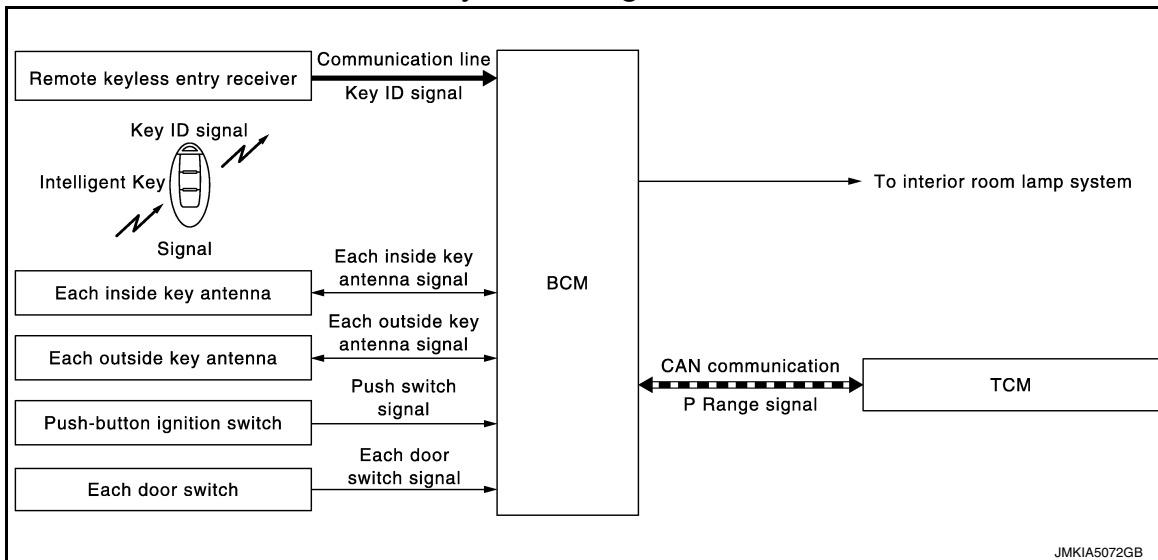 Remote keyless entry receiver
Communication line
Key ID signal
Key ID signal
Intelligent Key
Signal
Each inside key antenna
Each inside key
antenna signal
Each outside key antenna
Each outside key
antenna signal
Push-button ignition switch
Push switch
signal
Each door switch
Each door
switch signal
BCM
To interior room lamp system
CAN communication
P Range signal
TCM
JMKIA5072GB